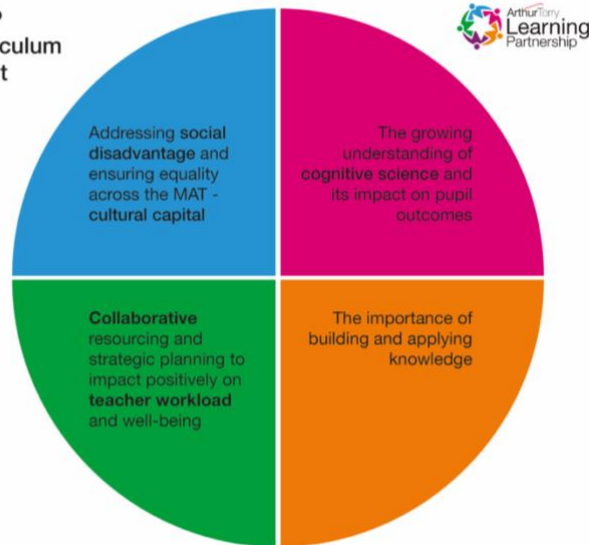 culum
t
ArthurTerry
Learning
Partnership
Addressing social
disadvantage and
ensuring equality
across the MAT -
cultural capital
The growing
understanding of
cognitive science and
its impact on pupil
outcomes
Collaborative
resourcing and
strategic planning to
impact positively on
teacher workload
and well-being
The importance of
building and applying
knowledge